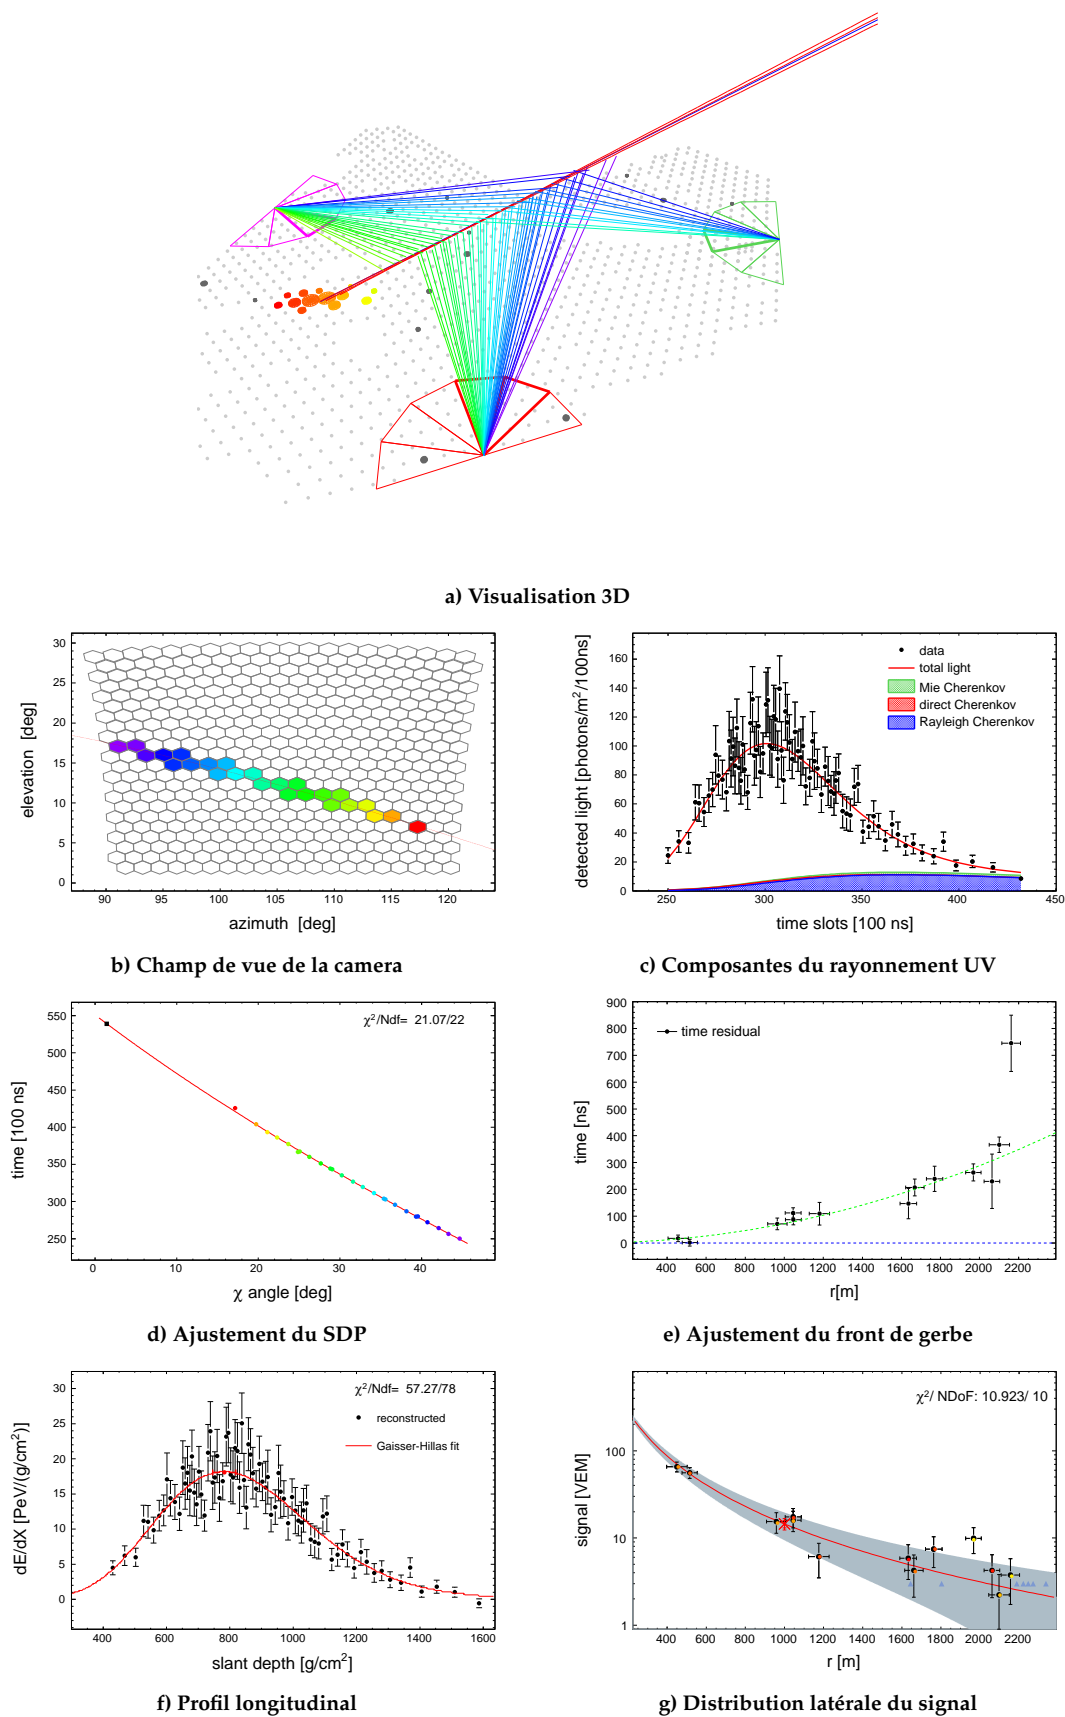 a) Visualisation 3D
elevation [deg]
30
25
20
15
10
5
0
90
95
100
105
110
115
120
azimuth [deg]
b) Champ de vue de la camera
detected light [photons/m²/100ns]
160
140
120
100
80
60
40
20
0
250
300
350
400
450
time slots [100 ns]
data
total light
Mie Cherenkov
direct Cherenkov
Rayleigh Cherenkov
c) Composantes du rayonnement UV
time [100 ns]
550
500
450
400
350
300
250
0
10
20
30
40
χ angle [deg]
χ²/Ndf= 21.07/22
d) Ajustement du SDP
time [ns]
900
800
700
600
500
400
300
200
100
0
400
600
800
1000
1200
1400
1600
1800
2000
2200
r[m]
time residual
e) Ajustement du front de gerbe
dE/dX [PeV/(g/cm²)]
30
25
20
15
10
5
0
400
600
800
1000
1200
1400
1600
slant depth [g/cm²]
χ²/Ndf= 57.27/78
reconstructed
Gaisser-Hillas fit
f) Profil longitudinal
signal [VEM]
100
10
1
400
600
800
1000
1200
1400
1600
1800
2000
2200
r [m]
χ²/ NDoF: 10.923/ 10
g) Distribution latérale du signal